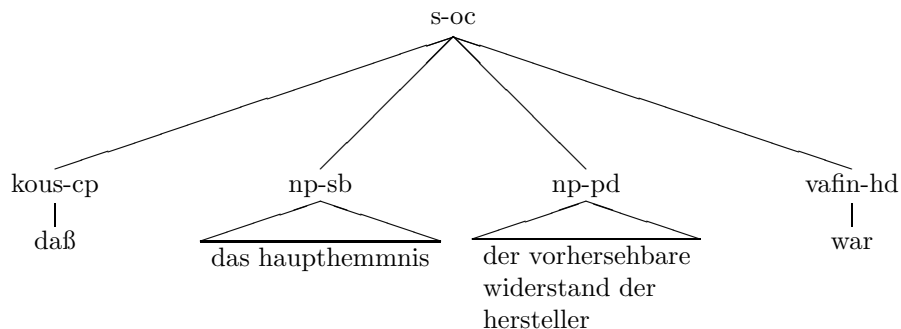 s-oc
kous-cp np-sb np-pd vafin-hd
daß das haupthemmnis der vorhersehbare war
widerstand der
hersteller